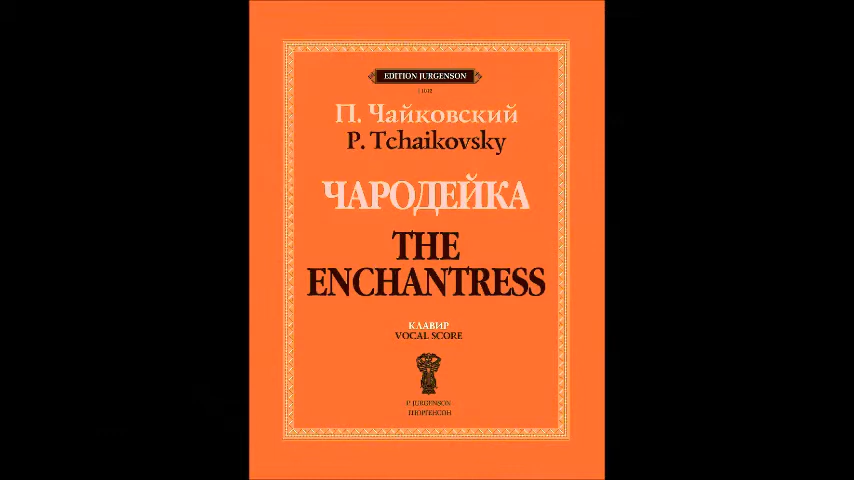 EDITION JURGENSON
П. Чайковский
P. Tchaikovsky
ЧАРОДЕЙКА
THE
ENCHANTRESS
КЛАВИР
VOCAL SCORE
P. JURGENSON
П. ЮРГЕНСОН